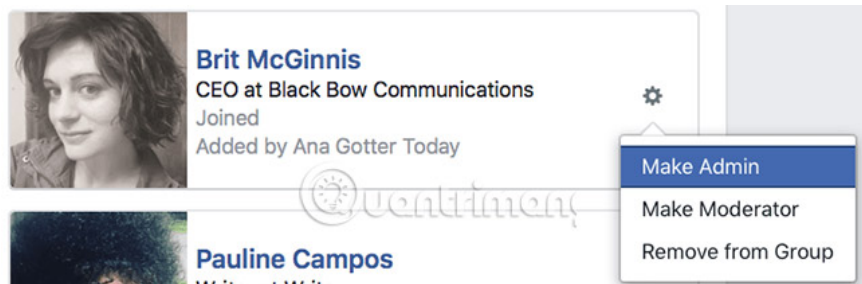 Brit McGinnis
CEO at Black Bow Communications
Joined
Added by Ana Gotter Today
Make Admin
Make Moderator
Remove from Group
Quantrimang
Pauline Campos